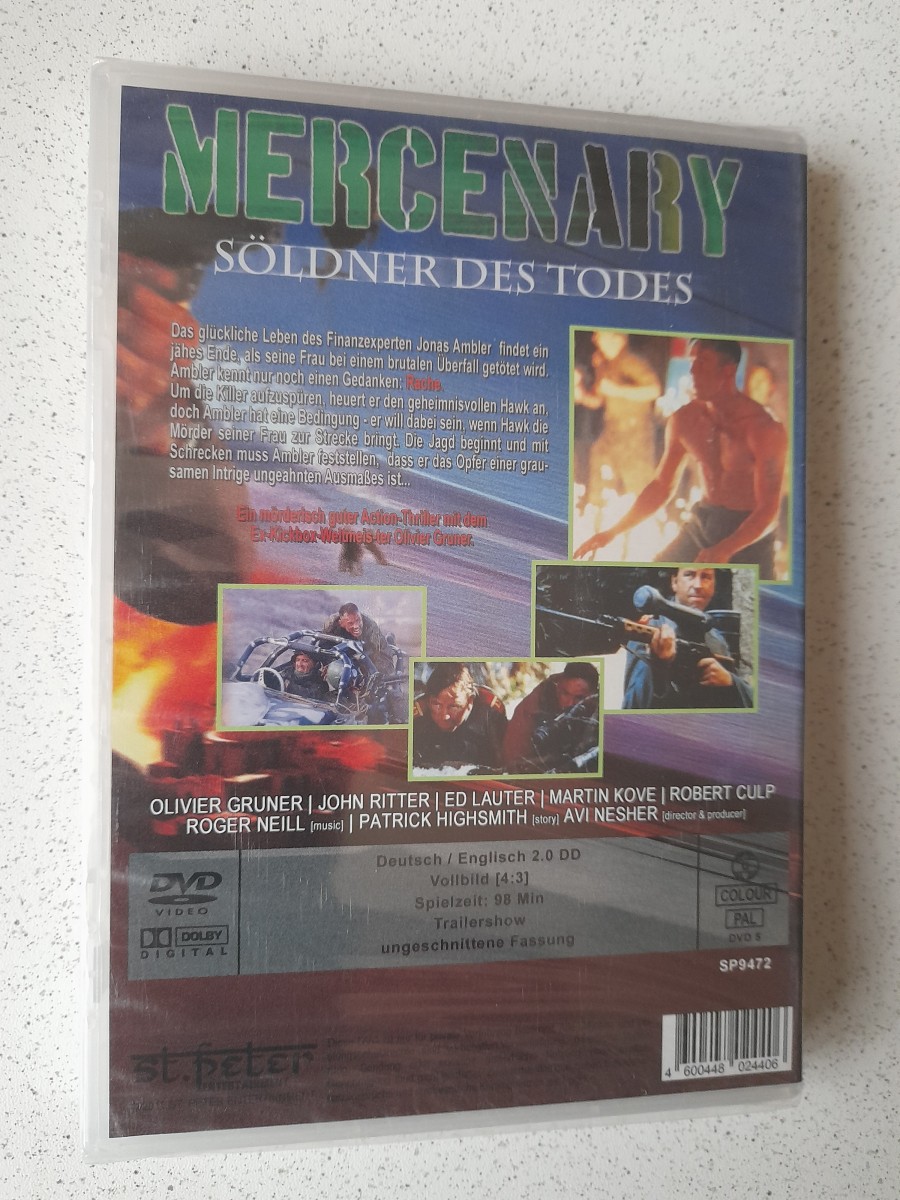 MERCENARY
SÖLDNER DES TODES
Das glückliche Leben des Finanzexperten Jonas Ambler findet ein
jähes Ende, als seine Frau bei einem brutalen Überfall getötet wird.
Ambler kennt nur noch einen Gedanken: Rache.
Um die Killer aufzuspüren, heuert er den geheimnisvollen Hawk an,
doch Ambler hat eine Bedingung - er will dabei sein, wenn Hawk die
Mörder seiner Frau zur Strecke bringt. Die Jagd beginnt und mit
Schrecken muss Ambler feststellen, dass er das Opfer einer grau-
samen Intrige ungeahnten Ausmaßes ist...
Ein mörderisch guter Action-Thriller mit dem
Ex-Kickbox-Weltmeis-ter Olivier Gruner.
OLIVIER GRUNER | JOHN RITTER | ED LAUTER | MARTIN KOVE | ROBERT CULP
ROGER NEILL [music] | PATRICK HIGHSMITH [story] AVI NESHER [director & producer]
DVD
VIDEO
DOLBY
DIGITAL
Deutsch / Englisch 2.0 DD
Vollbild [4:3]
Spielzeit: 98 Min
Trailershow
ungeschnittene Fassung
COLOUR
PAL
DVD 5
SP9472
st.peter
ENTERTAINMENT
4 600448 024406